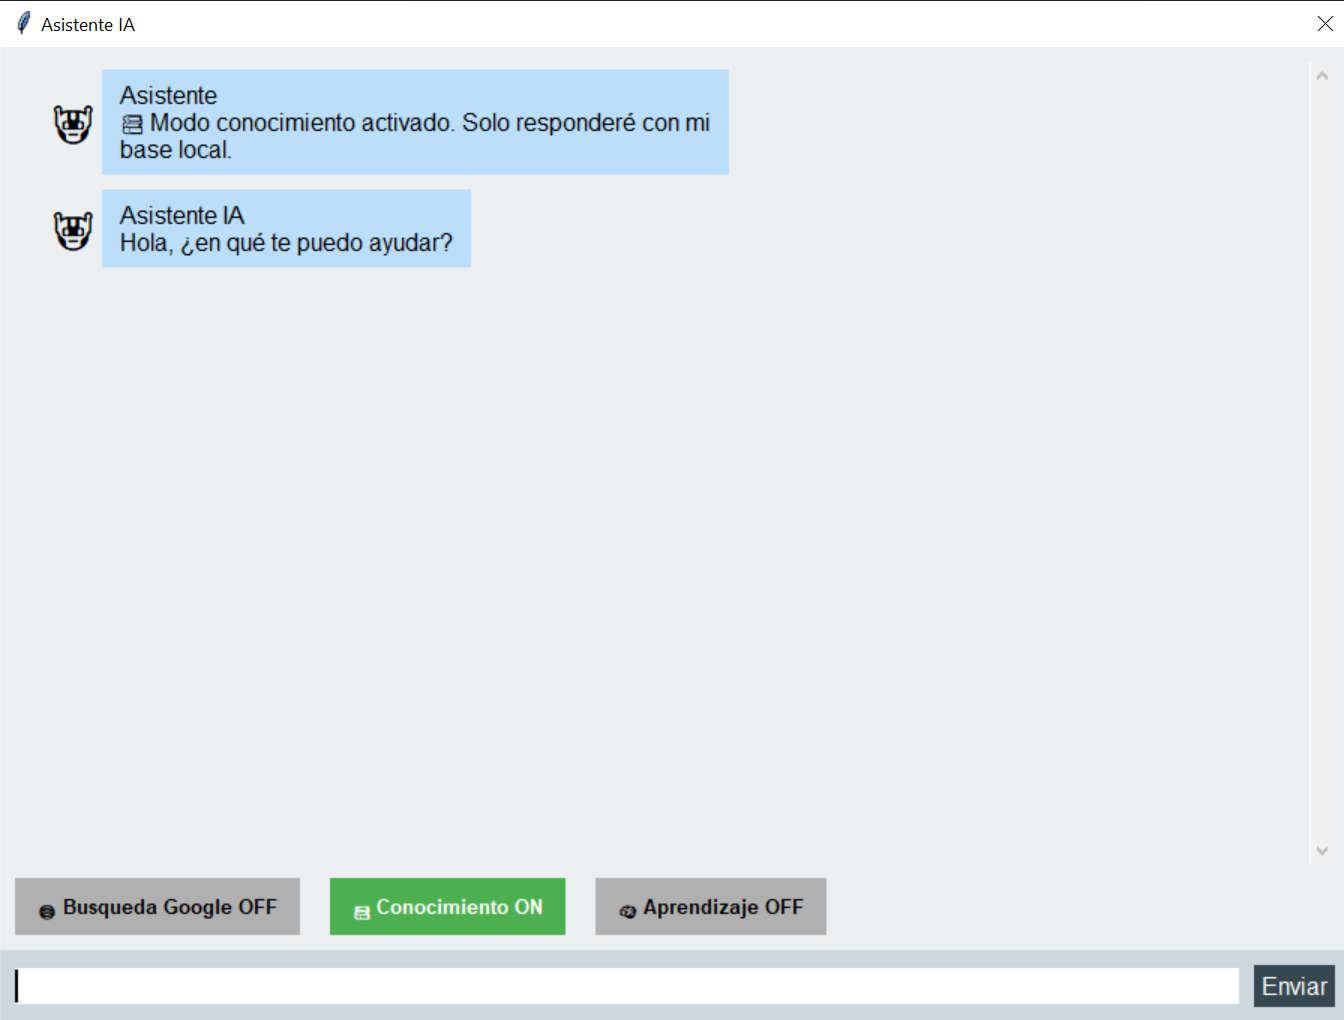 Asistente IA
Asistente
Modo conocimiento activado. Solo responderé con mi
base local.
Asistente IA
Hola, ¿en qué te puedo ayudar?
Busqueda Google OFF
Conocimiento ON
Aprendizaje OFF
Enviar